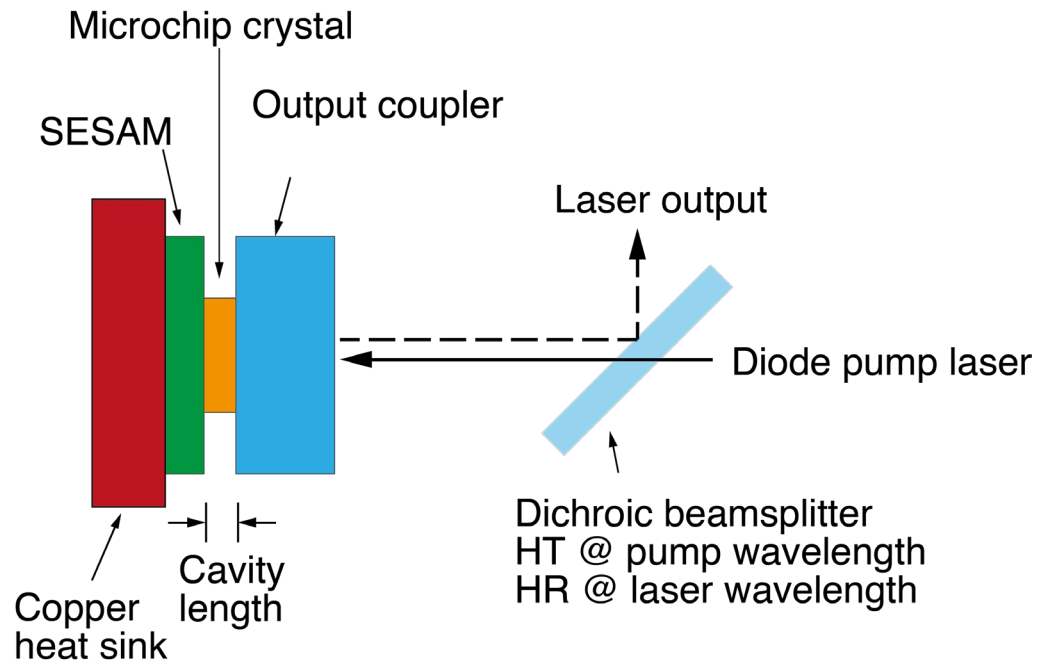 Microchip crystal
Output coupler
SESAM
Laser output
Diode pump laser
Dichroic beamsplitter
HT @ pump wavelength
HR @ laser wavelength
Cavity
length
Copper
heat sink